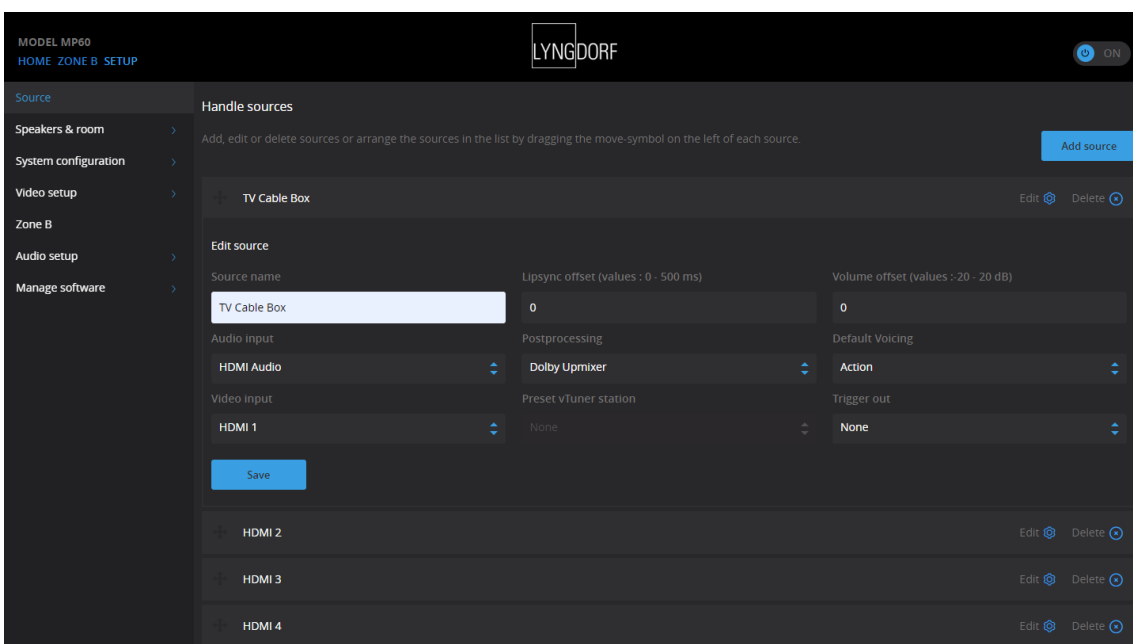 MODEL MP60
HOME ZONE B SETUP
LYNGDORF
ON
Source
Speakers & room
System configuration
Video setup
Zone B
Audio setup
Manage software
Handle sources
Add, edit or delete sources or arrange the sources in the list by dragging the move-symbol on the left of each source.
Add source
TV Cable Box Edit Delete
Edit source
Source name Lipsync offset (values : 0 - 500 ms) Volume offset (values :-20 - 20 dB)
TV Cable Box 0 0
Audio input Postprocessing Default Voicing
HDMI Audio Dolby Upmixer Action
Video input Preset vTuner station Trigger out
HDMI 1 None None
Save
HDMI 2 Edit Delete
HDMI 3 Edit Delete
HDMI 4 Edit Delete